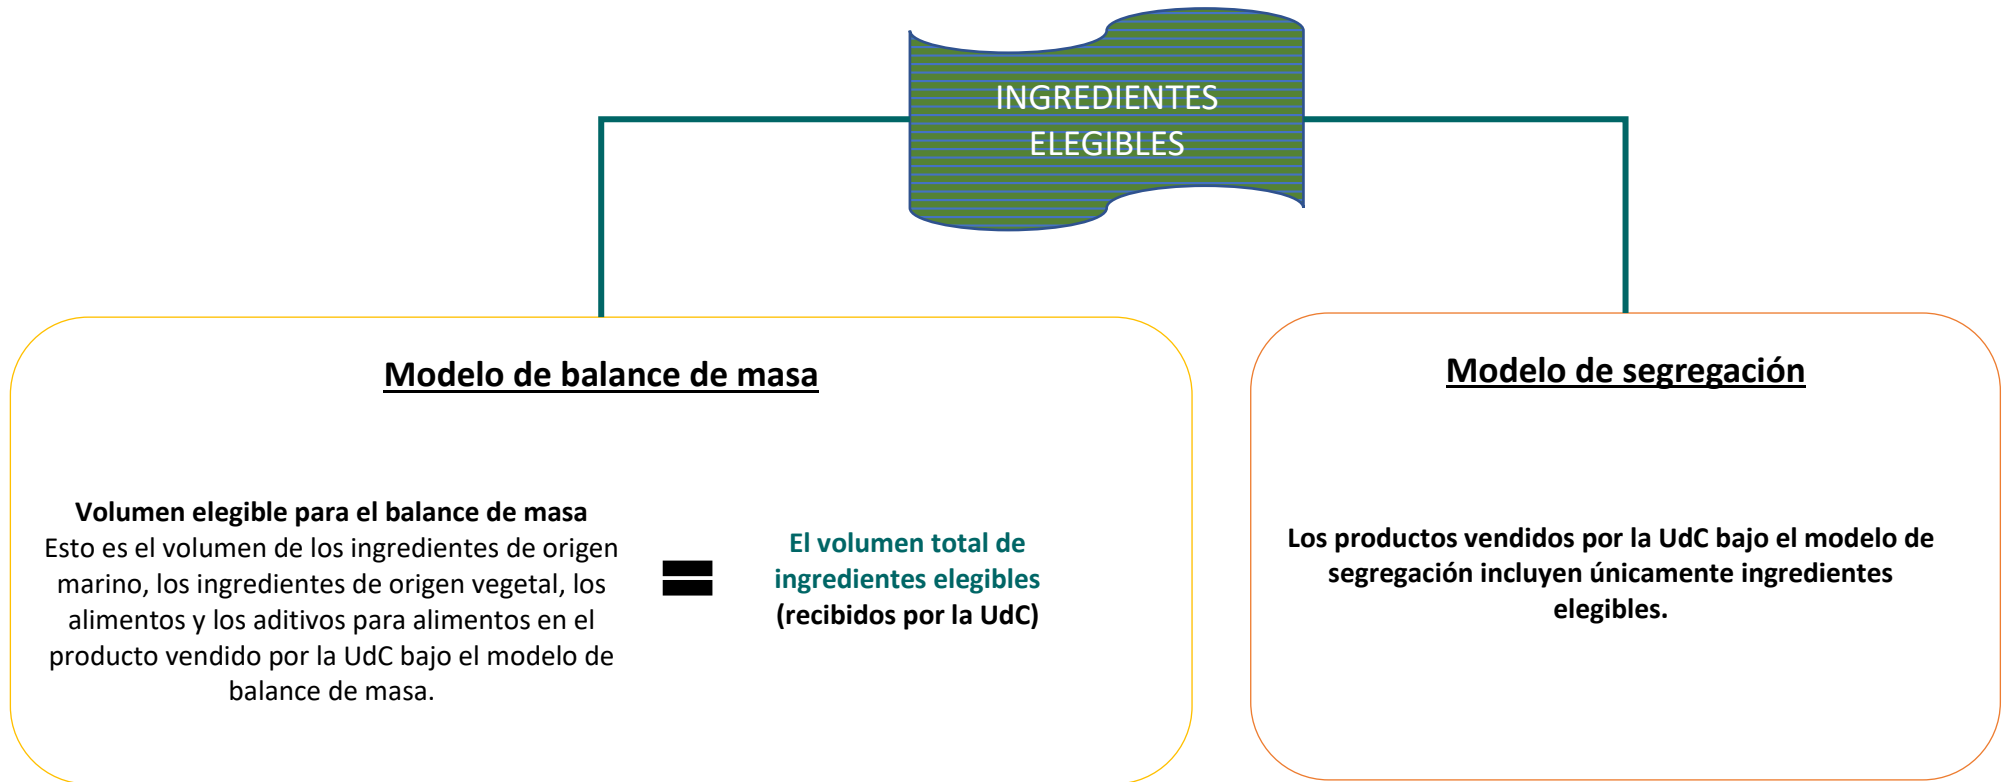 INGREDIENTES
ELEGIBLES
Modelo de balance de masa
Volumen elegible para el balance de masa
Esto es el volumen de los ingredientes de origen
marino, los ingredientes de origen vegetal, los
alimentos y los aditivos para alimentos en el
producto vendido por la UdC bajo el modelo de
balance de masa.
=
El volumen total de
ingredientes elegibles
(recibidos por la UdC)
Modelo de segregación
Los productos vendidos por la UdC bajo el modelo de
segregación incluyen únicamente ingredientes
elegibles.